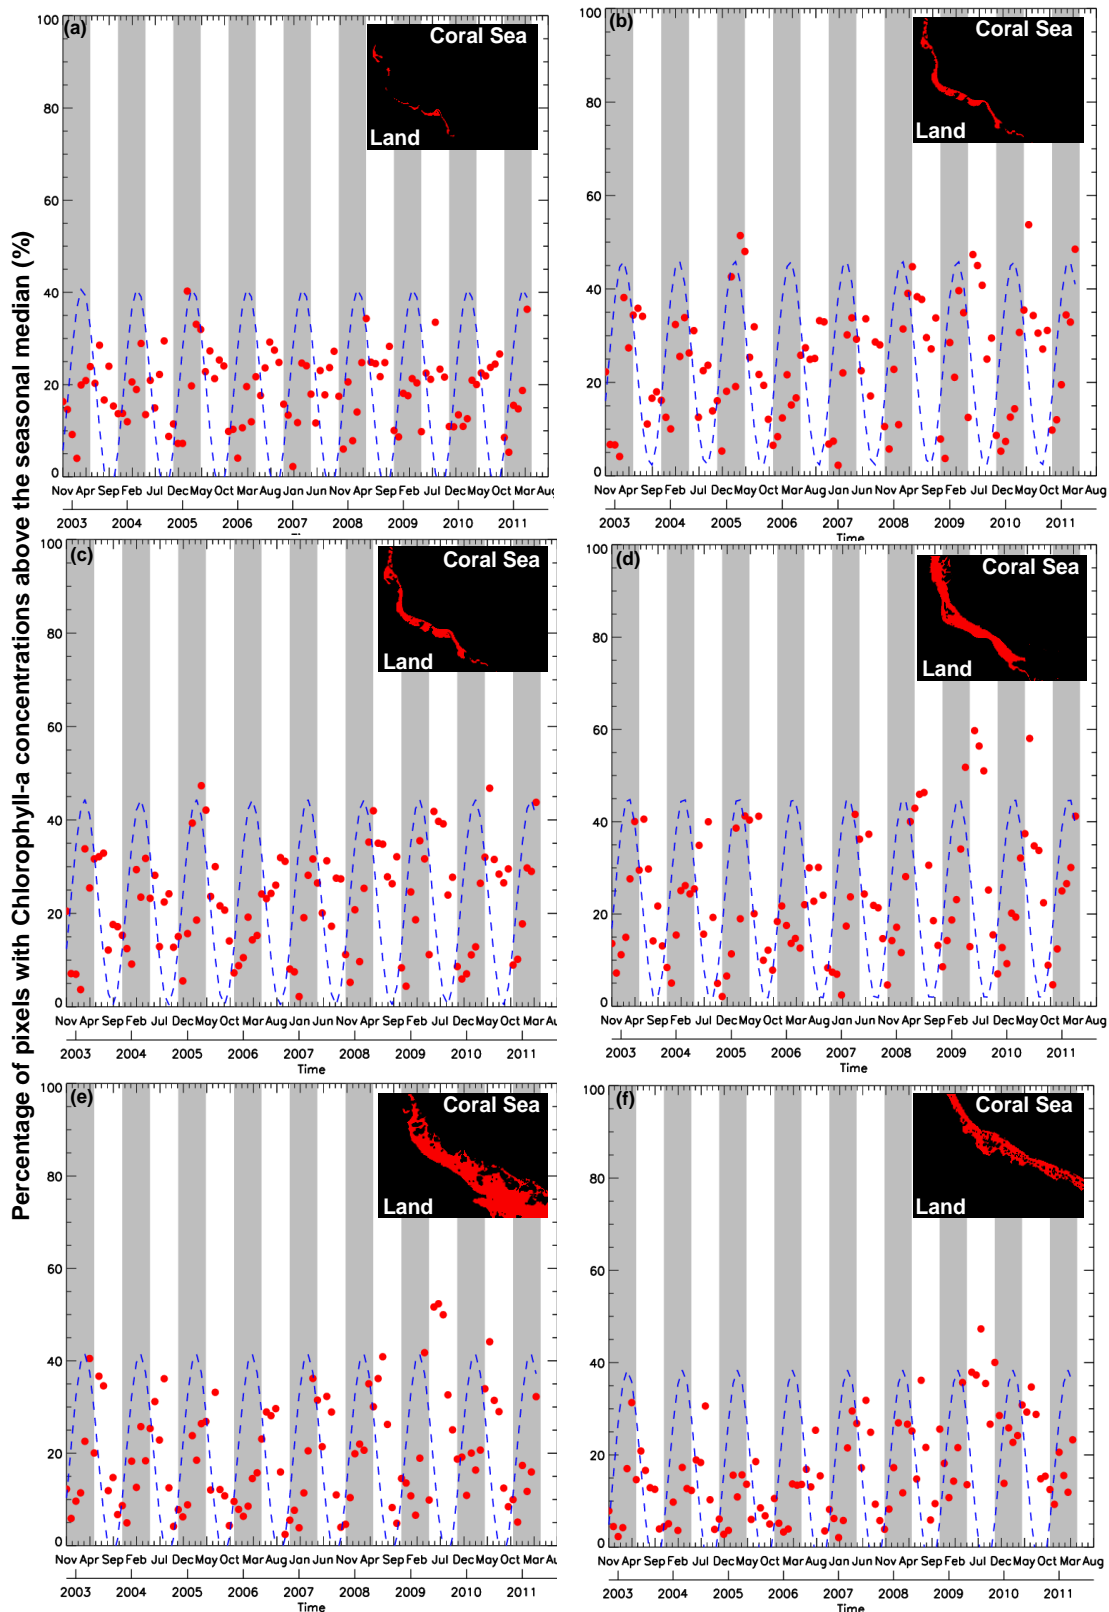 Percentage of pixels with Chlorophyll-a concentrations above the seasonal median (%)
(a)
Coral Sea
Land
100
80
60
40
20
0
Nov Apr Sep Feb Jul Dec May Oct Mar Aug Jan Jun Nov Apr Sep Feb Jul Dec May Oct Mar Aug
2003 2004 2005 2006 2007 2008 2009 2010 2011
(b)
Coral Sea
Land
100
80
60
40
20
0
Nov Apr Sep Feb Jul Dec May Oct Mar Aug Jan Jun Nov Apr Sep Feb Jul Dec May Oct Mar Aug
2003 2004 2005 2006 2007 2008 2009 2010 2011
Time
(c)
Coral Sea
Land
100
80
60
40
20
0
Nov Apr Sep Feb Jul Dec May Oct Mar Aug Jan Jun Nov Apr Sep Feb Jul Dec May Oct Mar Au
2003 2004 2005 2006 2007 2008 2009 2010 2011
Time
(d)
Coral Sea
Land
100
80
60
40
20
0
Nov Apr Sep Feb Jul Dec May Oct Mar Aug Jan Jun Nov Apr Sep Feb Jul Dec May Oct Mar Aug
2003 2004 2005 2006 2007 2008 2009 2010 2011
Time
(e)
Coral Sea
Land
100
80
60
40
20
0
Nov Apr Sep Feb Jul Dec May Oct Mar Aug Jan Jun Nov Apr Sep Feb Jul Dec May Oct Mar Au
2003 2004 2005 2006 2007 2008 2009 2010 2011
Time
(f)
Coral Sea
Land
100
80
60
40
20
0
Nov Apr Sep Feb Jul Dec May Oct Mar Aug Jan Jun Nov Apr Sep Feb Jul Dec May Oct Mar Aug
2003 2004 2005 2006 2007 2008 2009 2010 2011
Time